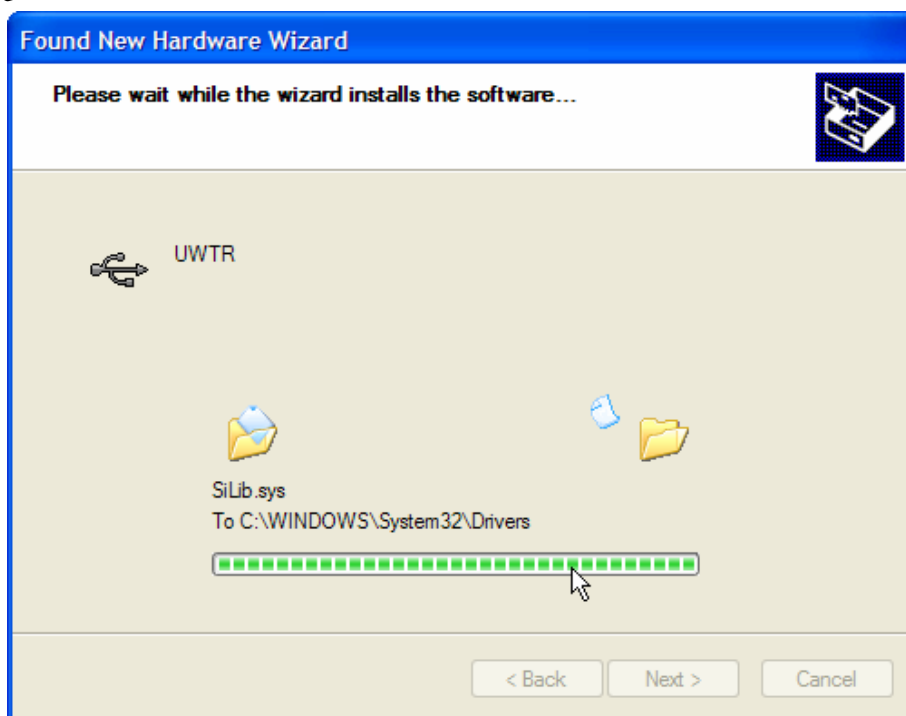 Found New Hardware Wizard
Please wait while the wizard installs the software...
UWTR
SiLib.sys
To C:\WINDOWS\System32\Drivers
< Back Next > Cancel